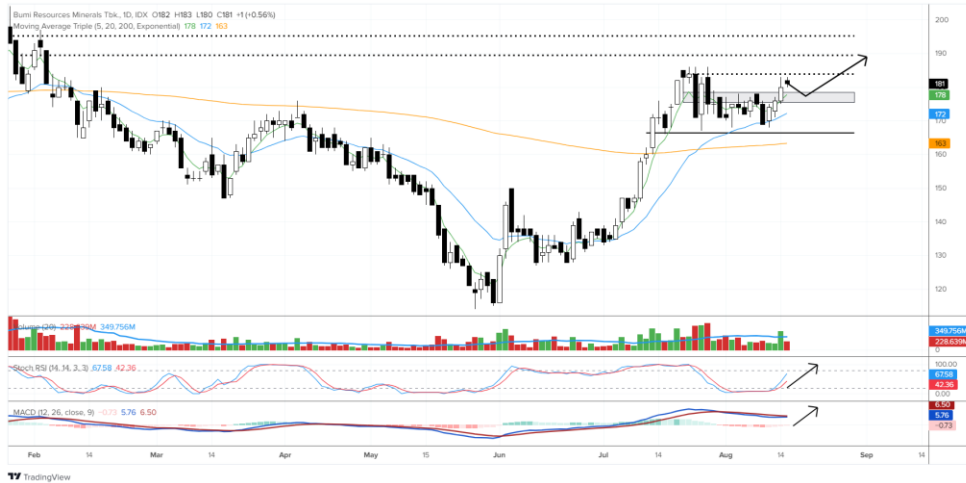 Bumi Resources Minerals Tbk., 1D, IDX O182 H183 L180 C181 +1 (+0.56%)
Moving Average Triple (5, 20, 200, Exponential) 178 172 163
200
190
181
178
172
170
163
160
150
140
130
120
Volume (20) 228.639M 349.756M
349.756M
228.639M
0
Stoch RSI (14, 14, 3, 3) 67.58 42.36
100.00
67.58
42.36
0.00
MACD (12, 26, close, 9) -0.73 5.76 6.50
6.50
5.76
-0.73
Feb 14 Mar 14 Apr May 15 Jun Jul 14 Aug 14 Sep 14
TradingView